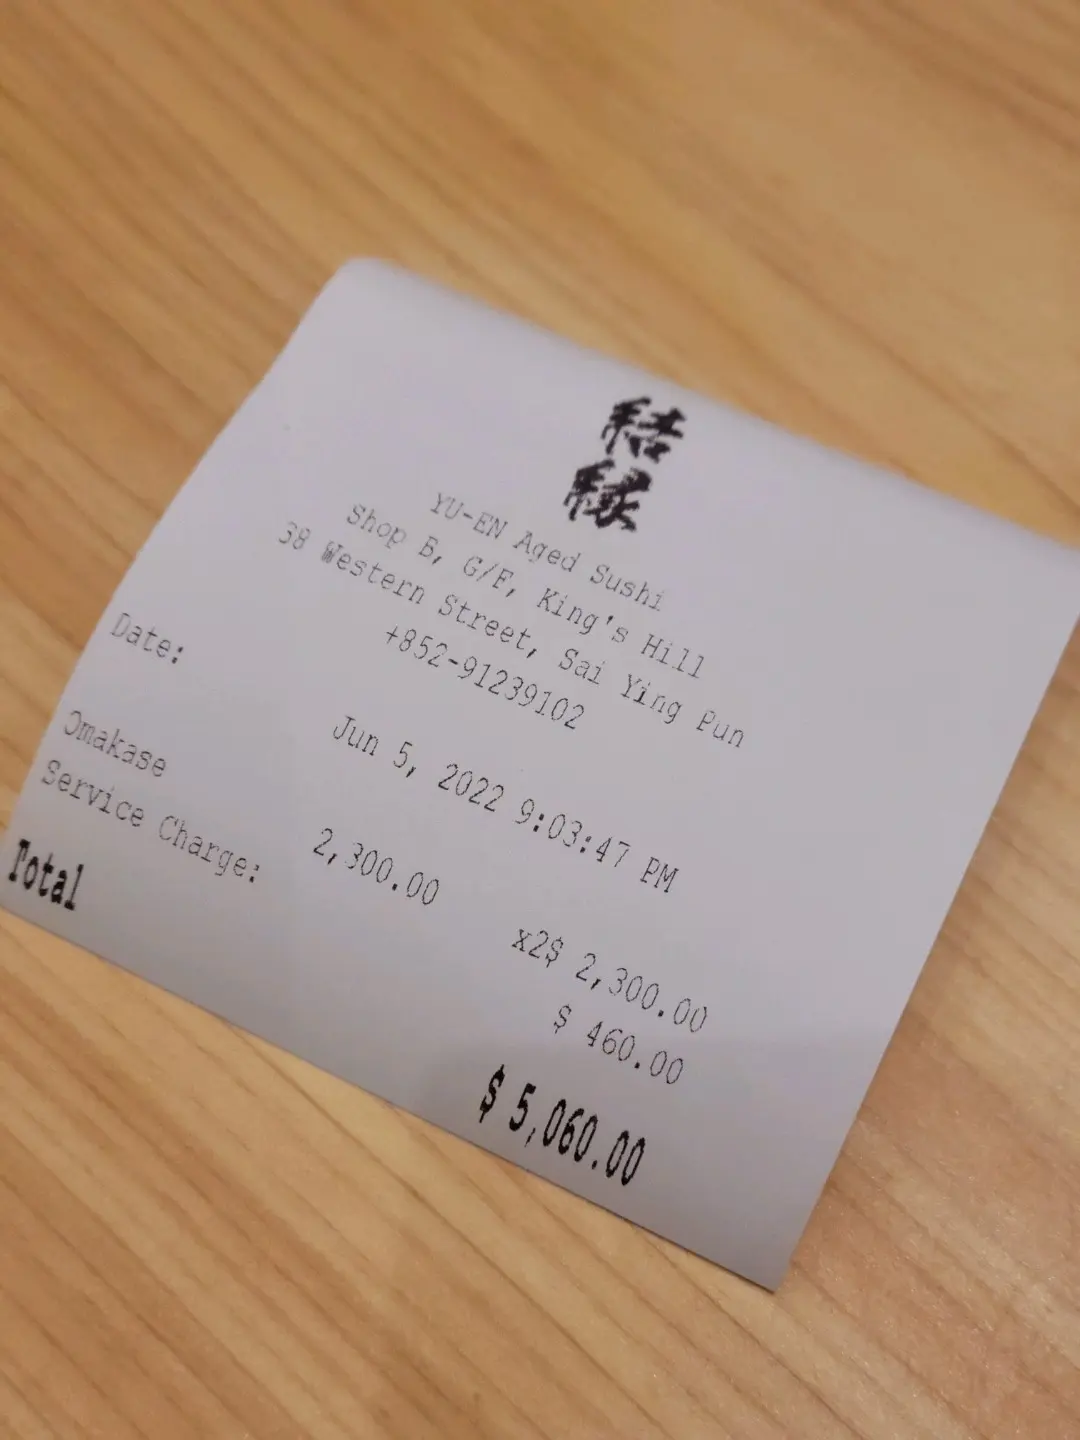 結
縁
YU-EN Aged Sushi
Shop B, G/F, King's Hill
38 Western Street, Sai Ying Pun
+852-91239102
Date: Jun 5, 2022 9:03:47 PM
Omakase 2,300.00 x2$ 2,300.00
Service Charge: $ 460.00
Total $ 5,060.00